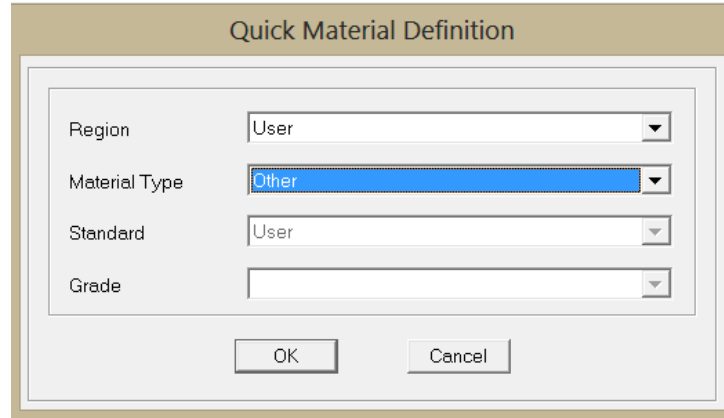 Quick Material Definition
Region User
Material Type Other
Standard User
Grade
OK Cancel